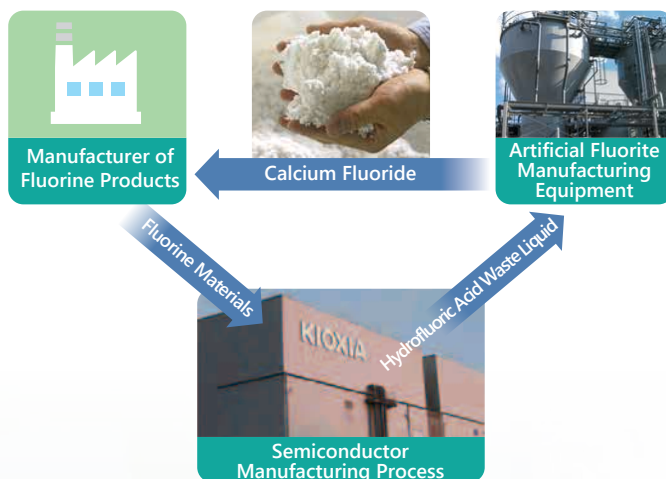 Manufacturer of
Fluorine Products
Calcium Fluoride
Artificial Fluorite
Manufacturing
Equipment
Fluorine Materials
Hydrofluoric Acid Waste Liquid
KIOXIA
Semiconductor
Manufacturing Process